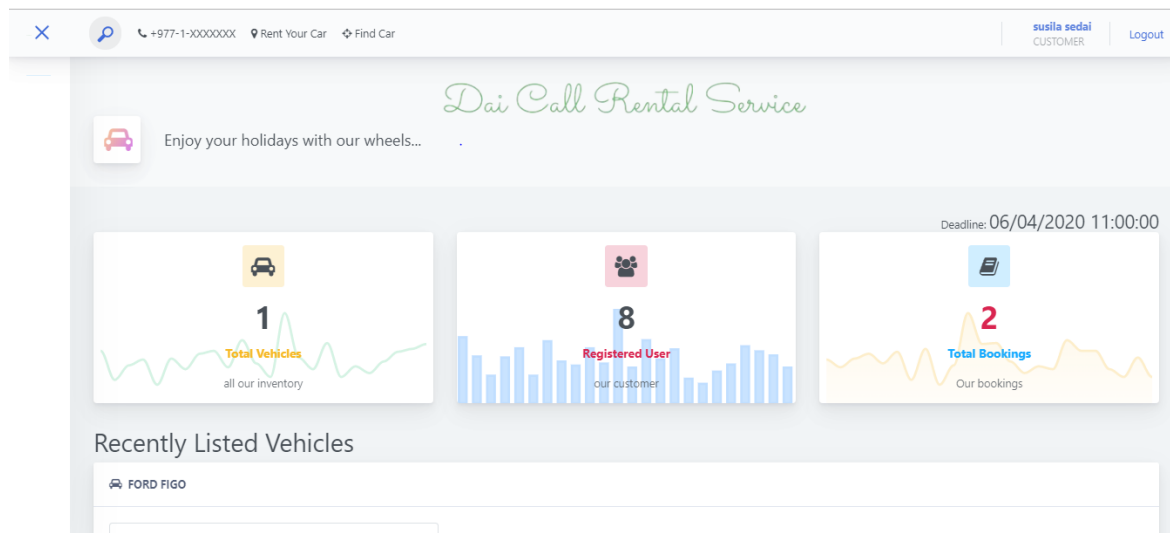 +977-1-XXXXXXX Rent Your Car Find Car
susila sedai
CUSTOMER
Logout
Dai Call Rental Service
Enjoy your holidays with our wheels...
Deadline: 06/04/2020 11:00:00
1
Total Vehicles
all our inventory
8
Registered User
our customer
2
Total Bookings
Our bookings
Recently Listed Vehicles
FORD FIGO